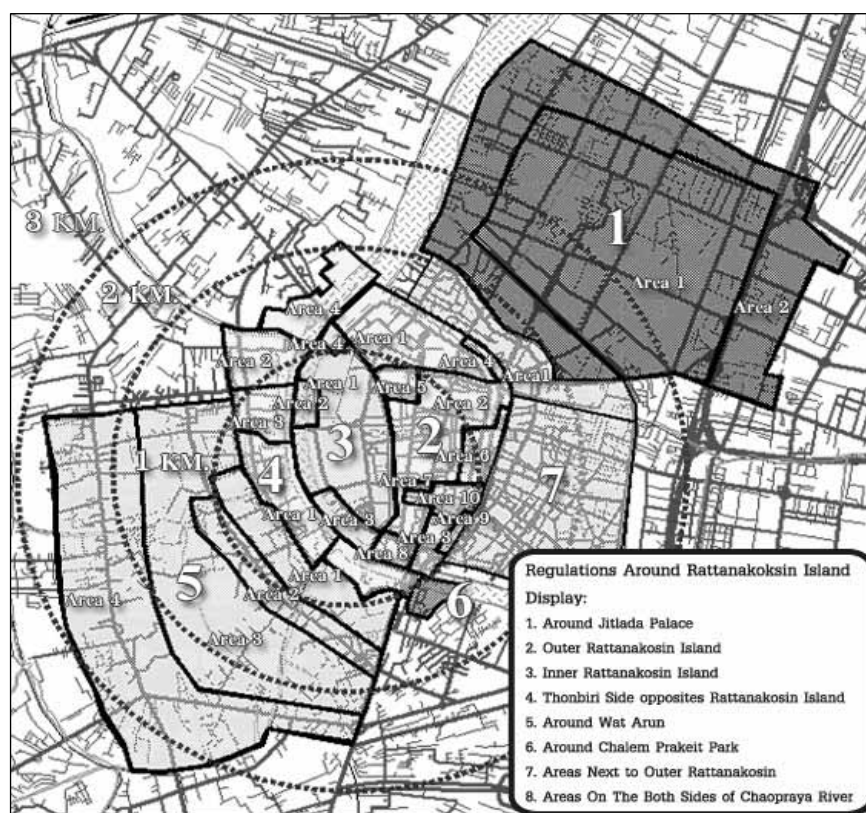 1
Area 1
Area 2
3 KM.
2 KM.
1 KM.
Area 4
Area 1
Area 4
Area 2
Area 1
Area 5
Area 4
Area1
Area 2
Area 2
Area 3
3
2
Area 6
4
Area 7
7
Area 10
Area 1
Area 3
Area 9
Area 3
Area 8
Area 1
5
Area 2
Area 4
6
Area 3
Regulations Around Rattanakoksin Island
Display:
1. Around Jitlada Palace
2. Outer Rattanakosin Island
3. Inner Rattanakosin Island
4. Thonbiri Side opposites Rattanakosin Island
5. Around Wat Arun
6. Around Chalem Prakeit Park
7. Areas Next to Outer Rattanakosin
8. Areas On The Both Sides of Chaopraya River